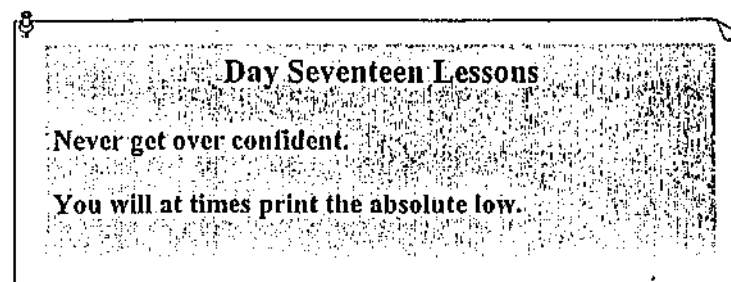 Day Seventeen Lessons
Never get over confident.
You will at times print the absolute low.